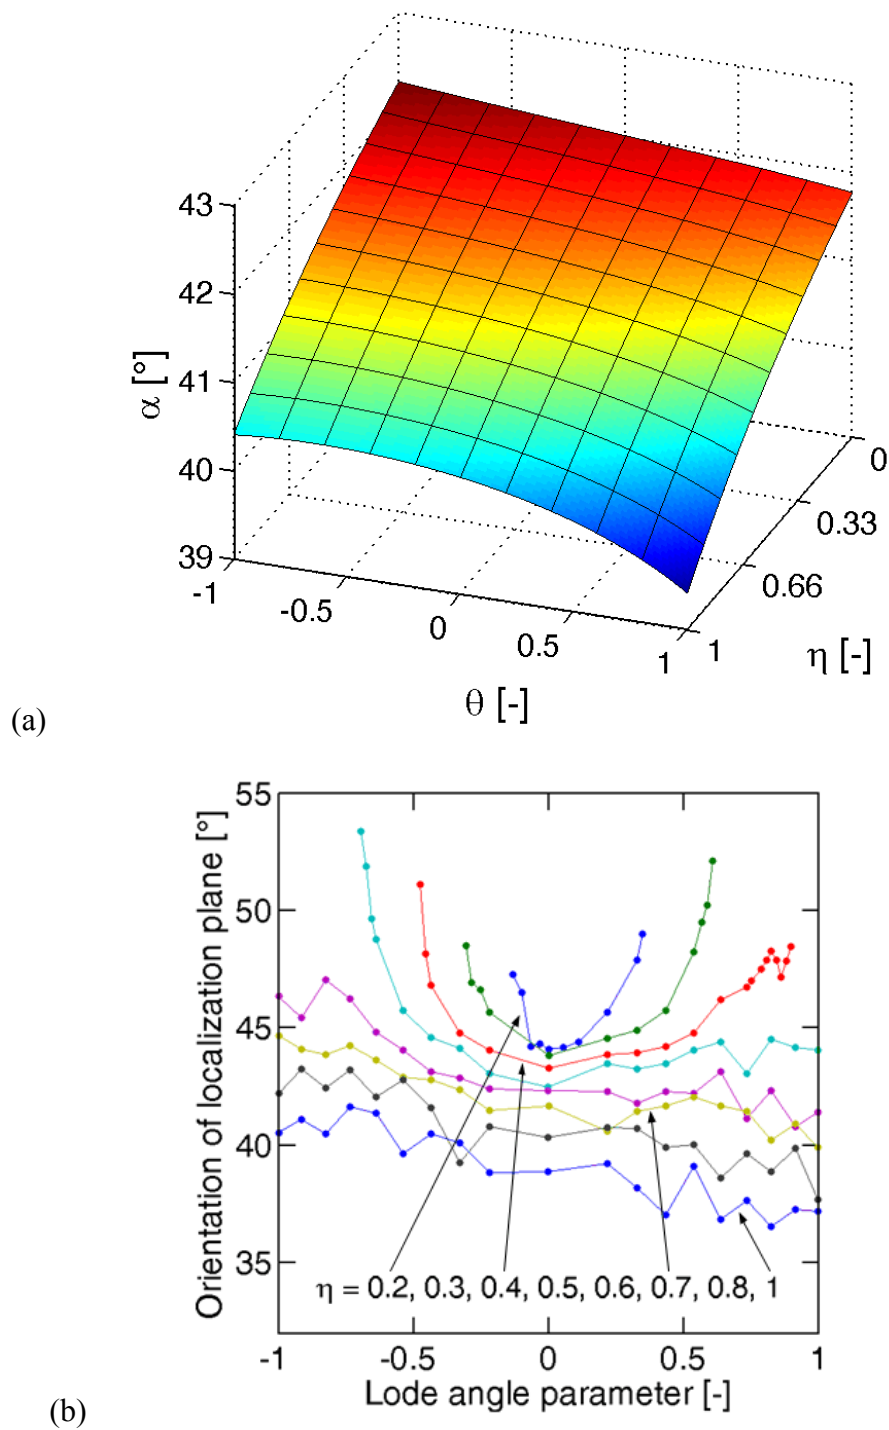 43
42
41
40
39
α [°]
-1
-0.5
0
0.5
1
θ [-]
0
0.33
0.66
1
η [-]
(a)
55
50
45
40
35
Orientation of localization plane [°]
η = 0.2, 0.3, 0.4, 0.5, 0.6, 0.7, 0.8, 1
-1 -0.5 0 0.5 1
Lode angle parameter [-]
(b)